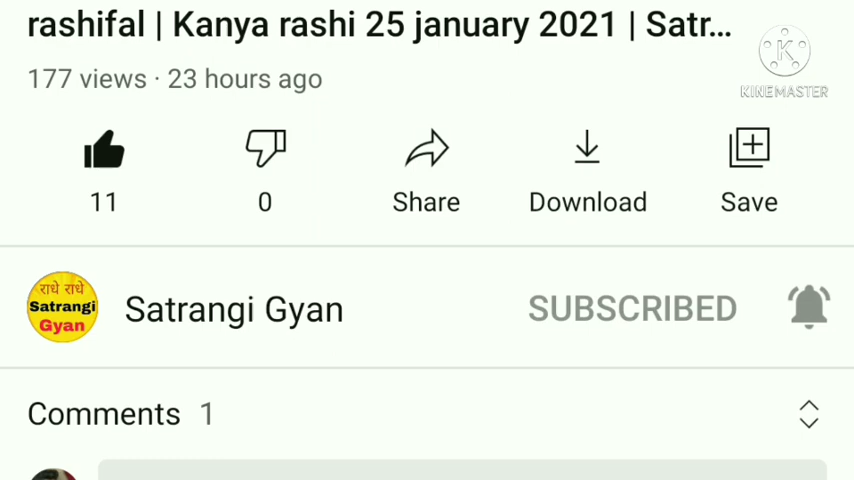 rashifal | Kanya rashi 25 january 2021 | Satr...
K
KINEMASTER
177 views · 23 hours ago
11
0
Share
Download
Save
राधे राधे
Satrangi
Gyan
Satrangi Gyan
SUBSCRIBED
Comments 1